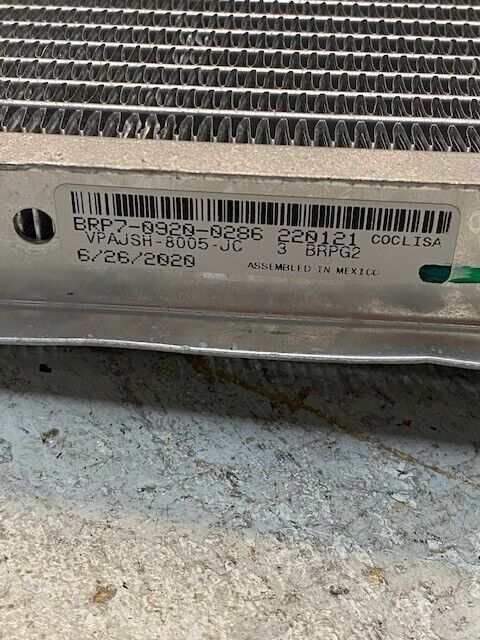 BRP7-0920-0286 220121 COCLISA
VPAJSH-8005-JC 3 BRPG2
6/26/2020 ASSEMBLED IN MEXICO